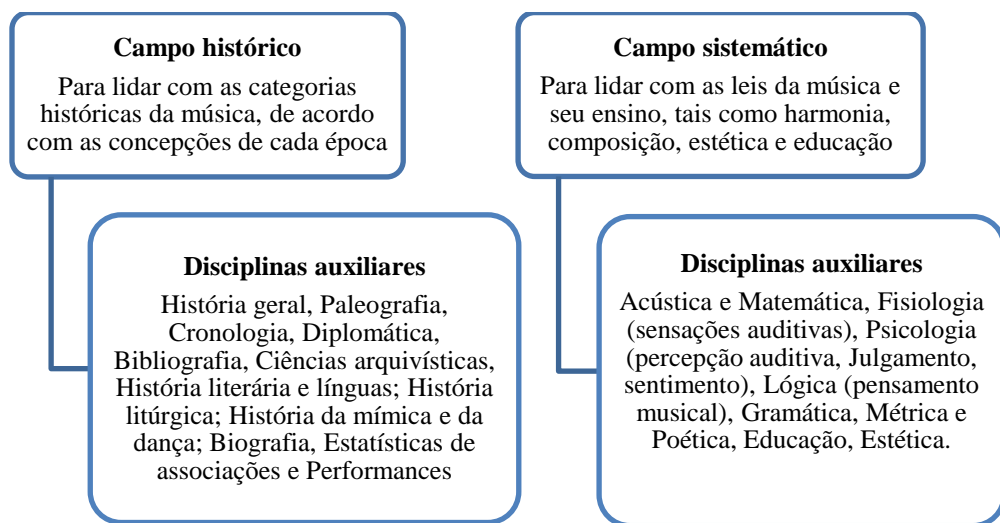 Campo histórico
Para lidar com as categorias
históricas da música, de acordo
com as concepções de cada época
Disciplinas auxiliares
História geral, Paleografia,
Cronologia, Diplomática,
Bibliografia, Ciências arquivísticas,
História literária e línguas; História
litúrgica; História da mímica e da
dança; Biografia, Estatísticas de
associações e Performances
Campo sistemático
Para lidar com as leis da música e
seu ensino, tais como harmonia,
composição, estética e educação
Disciplinas auxiliares
Acústica e Matemática, Fisiologia
(sensações auditivas), Psicologia
(percepção auditiva, Julgamento,
sentimento), Lógica (pensamento
musical), Gramática, Métrica e
Poética, Educação, Estética.